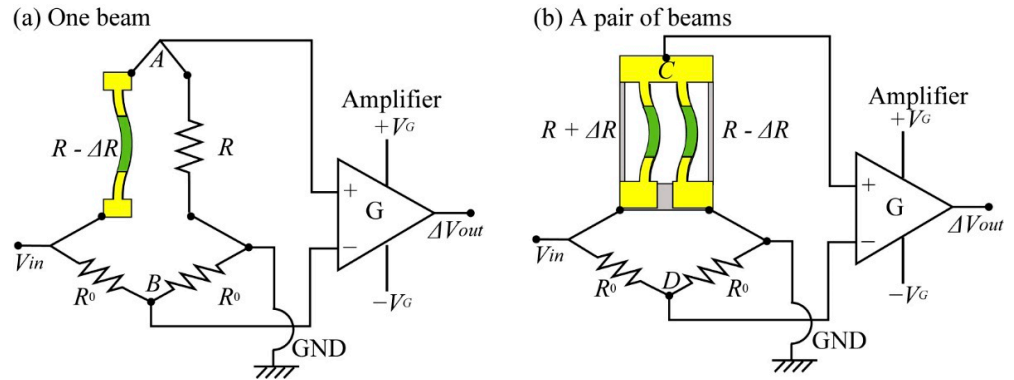 (a) One beam
A
Amplifier
+VG
R - ΔR
R
+
G
−
ΔVout
Vin
B
R0
R0
−VG
GND
(b) A pair of beams
C
Amplifier
+VG
R + ΔR
R - ΔR
+
G
−
ΔVout
Vin
D
R0
R0
−VG
GND